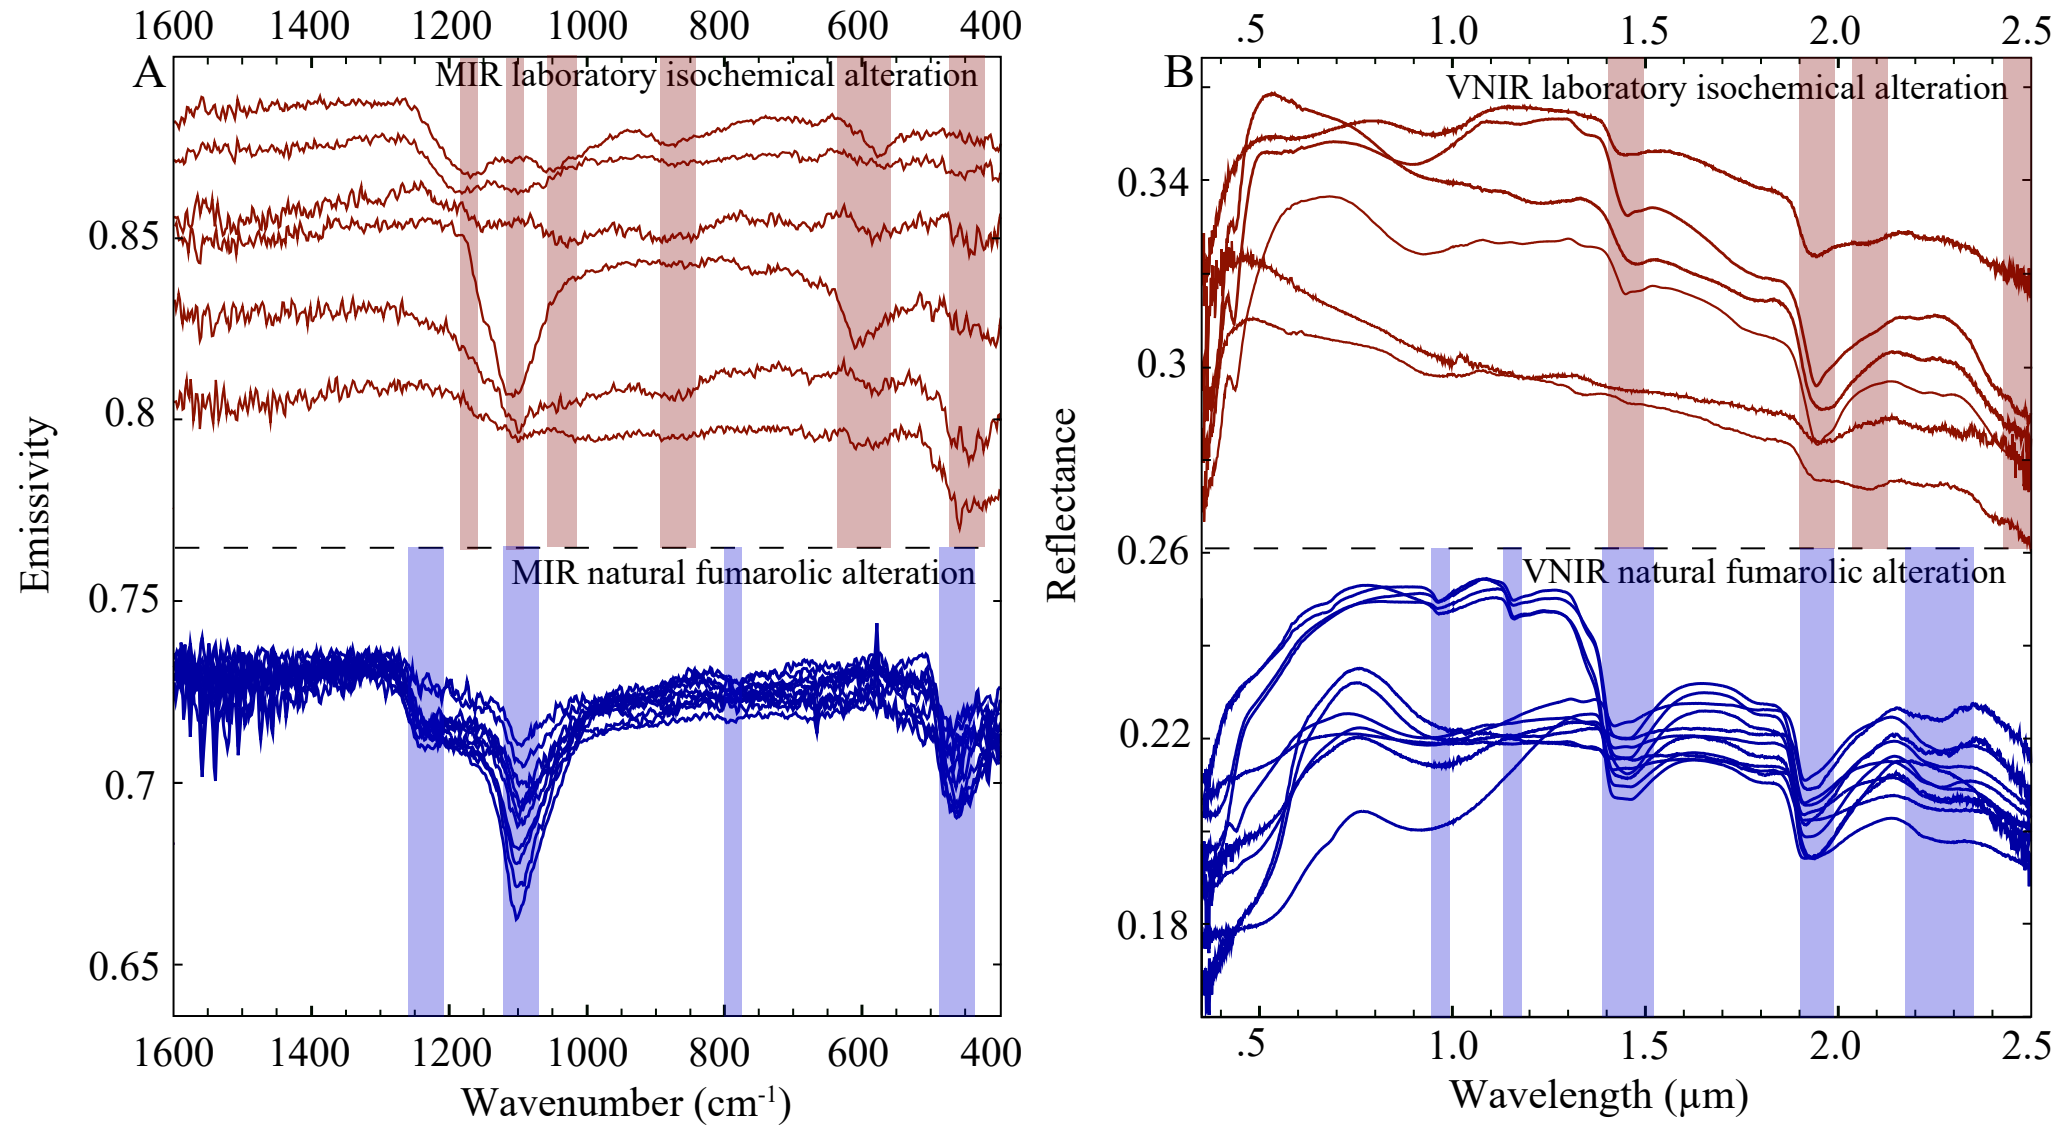 1600 1400 1200 1000 800 600 400
A
MIR laboratory isochemical alteration
0.85
0.8
0.75
0.7
0.65
Emissivity
MIR natural fumarolic alteration
1600 1400 1200 1000 800 600 400
Wavenumber (cm⁻¹)
.5 1.0 1.5 2.0 2.5
B
VNIR laboratory isochemical alteration
0.34
0.3
0.26
0.22
0.18
Reflectance
VNIR natural fumarolic alteration
.5 1.0 1.5 2.0 2.5
Wavelength (µm)